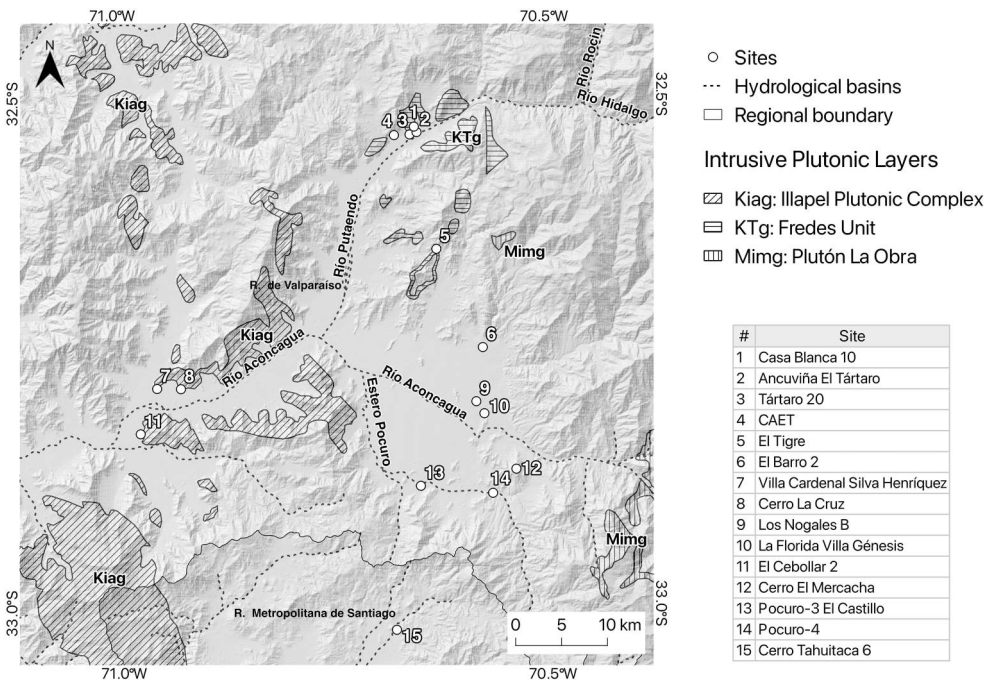 71.0°W
70.5°W
N
32.5°S
32.5°S
Río Rocin
Río Hidalgo
Kiag
1
4 3 2
KTg
Río Putaendo
5
Mimg
R. de Valparaíso
Kiag
6
Río Aconcagua
7 8
Río Aconcagua
9
10
Estero Pocuro
11
12
13
14
Mimg
Kiag
33.0°S
33.0°S
R. Metropolitana de Santiago
15
0 5 10 km
71.0°W
70.5°W
Sites
Hydrological basins
Regional boundary
Intrusive Plutonic Layers
Kiag: Illapel Plutonic Complex
KTg: Fredes Unit
Mimg: Plutón La Obra
# Site
1 Casa Blanca 10
2 Ancuviña El Tártaro
3 Tártaro 20
4 CAET
5 El Tigre
6 El Barro 2
7 Villa Cardenal Silva Henríquez
8 Cerro La Cruz
9 Los Nogales B
10 La Florida Villa Génesis
11 El Cebollar 2
12 Cerro El Mercacha
13 Pocuro-3 El Castillo
14 Pocuro-4
15 Cerro Tahuitaca 6